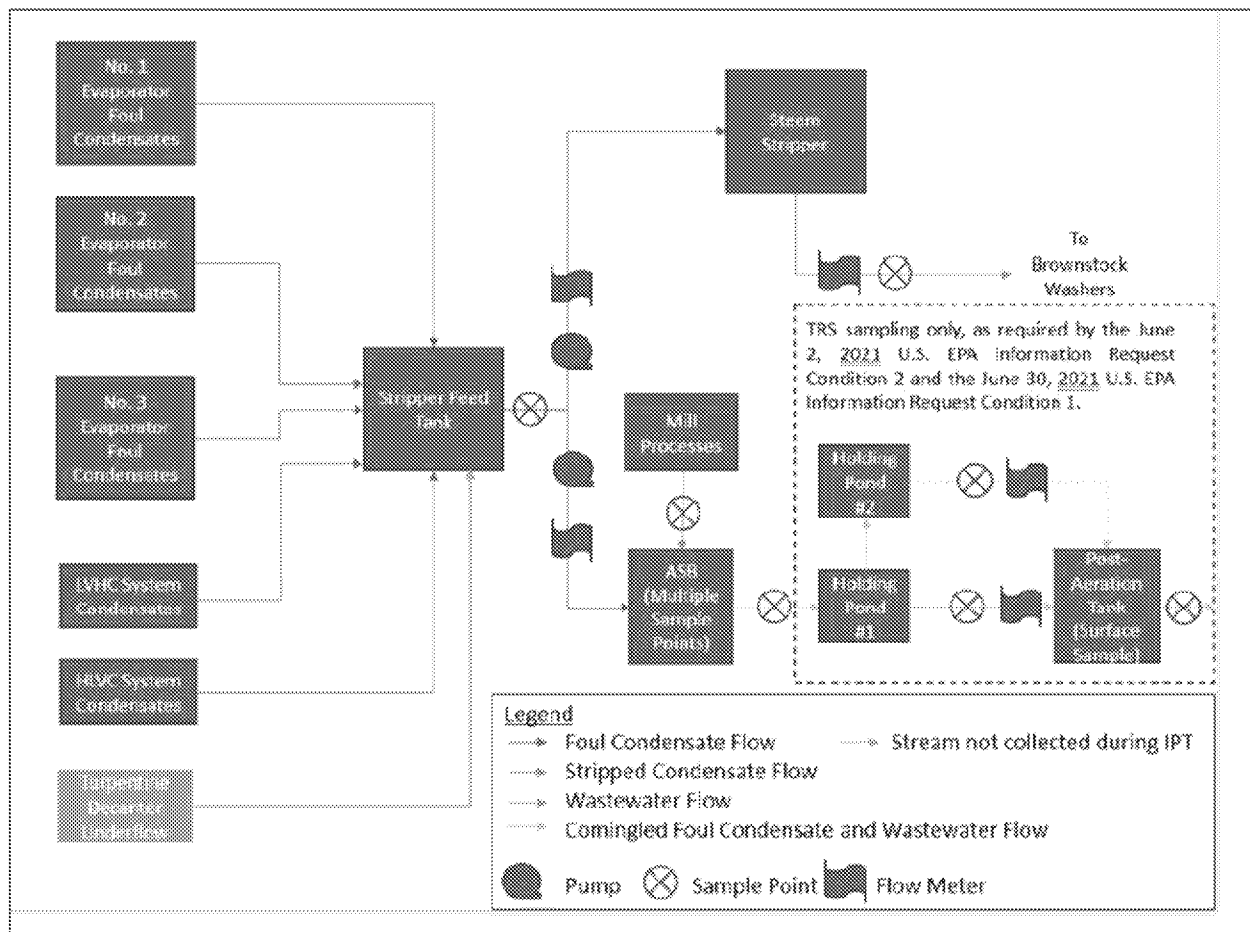 No. 1
Evaporator
Foul
Condensates
No. 2
Evaporator
Foul
Condensates
No. 3
Evaporator
Foul
Condensates
LVHC System
Condensates
System
Condensates
Turpentine
Decanter
Underflow
Stripper Feed
Tank
Steam
Stripper
To
Brownstock
Washers
TRS sampling only, as required by the June
2, 2021 U.S. EPA Information Request
Condition 2 and the June 30, 2021 U.S. EPA
Information Request Condition 1.
Mill
Processes
Holding
Pond
#2
ASB
(Multiple
Sample
Points)
Holding
Pond
#1
Post-
Aeration
Tank
(Surface
Sample)
Legend
Foul Condensate Flow
Stream not collected during IPT
Stripped Condensate Flow
Wastewater Flow
Comingled Foul Condensate and Wastewater Flow
Pump
Sample Point
Flow Meter